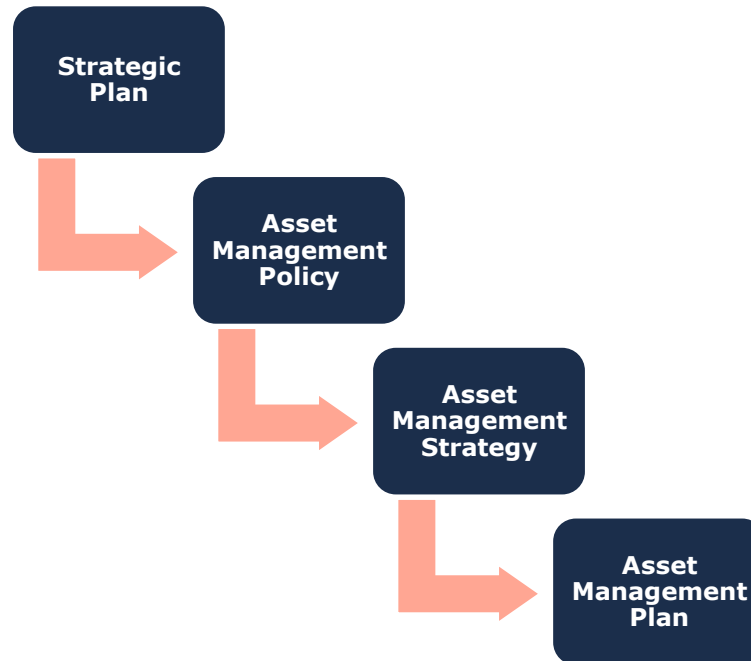 Strategic
Plan
Asset
Management
Policy
Asset
Management
Strategy
Asset
Management
Plan